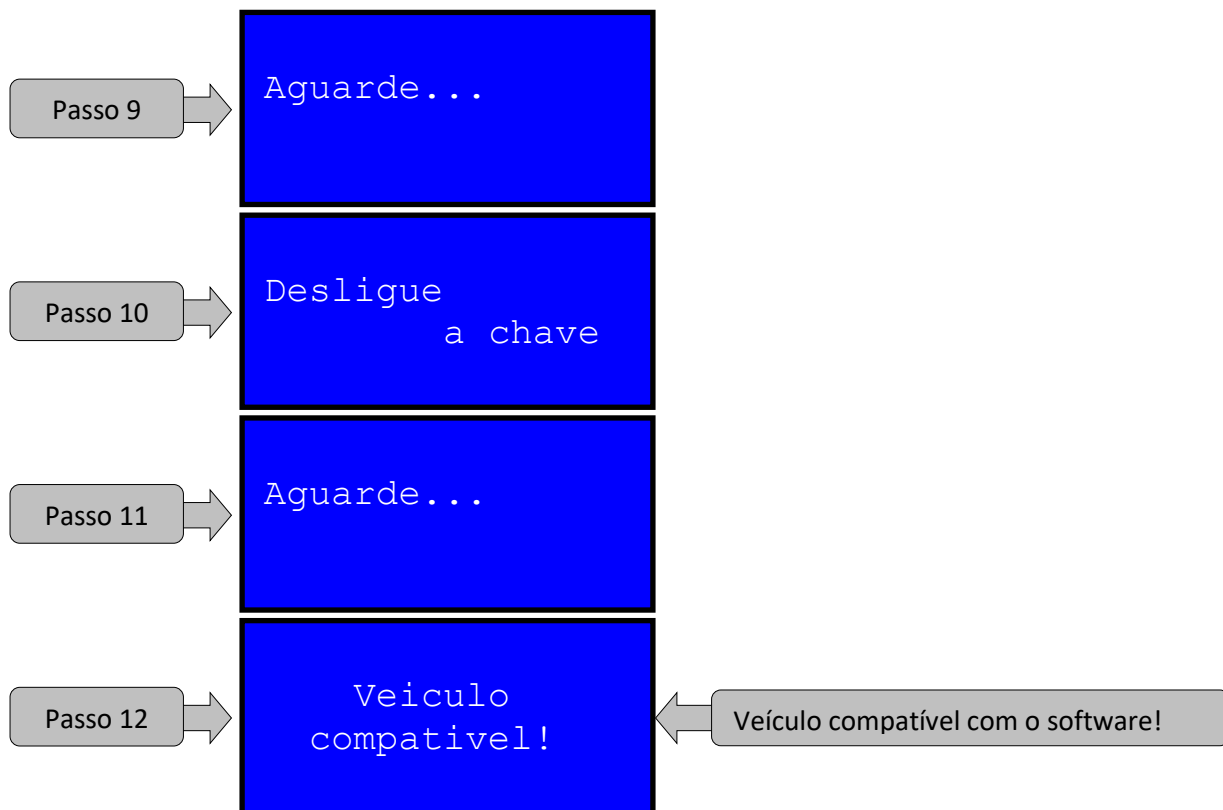 Passo 9
Aguarde...
Passo 10
Desligue
a chave
Passo 11
Aguarde...
Passo 12
Veiculo
compativel!
Veículo compatível com o software!